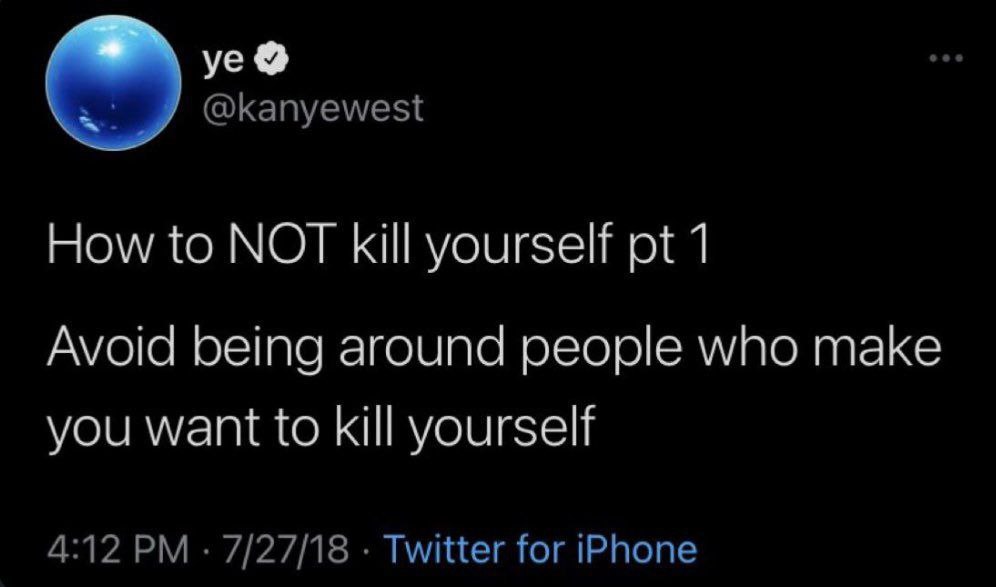 ye
@kanyewest
How to NOT kill yourself pt 1
Avoid being around people who make
you want to kill yourself
4:12 PM · 7/27/18 · Twitter for iPhone